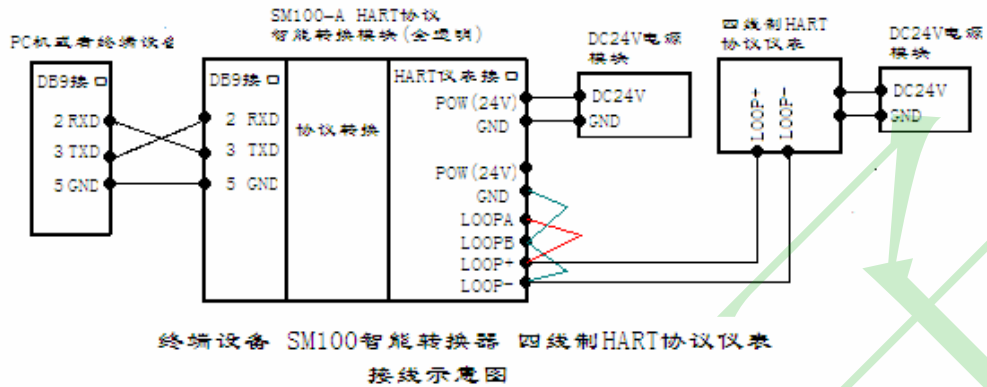 SM100-A HART协议
智能转换模块(全透明)
PC机或者终端设备
DC24V电源
模块
四线制HART
协议仪表
DC24V电源
模块
DB9接口
DB9接口
HART仪表接口
2 RXD
3 TXD
5 GND
2 RXD
3 TXD
5 GND
协议转换
POW(24V)
GND
POW(24V)
GND
LOOPA
LOOPB
LOOP+
LOOP-
DC24V
GND
LOOP+
LOOP-
DC24V
GND
终端设备 SM100智能转换器 四线制HART协议仪表
接线示意图